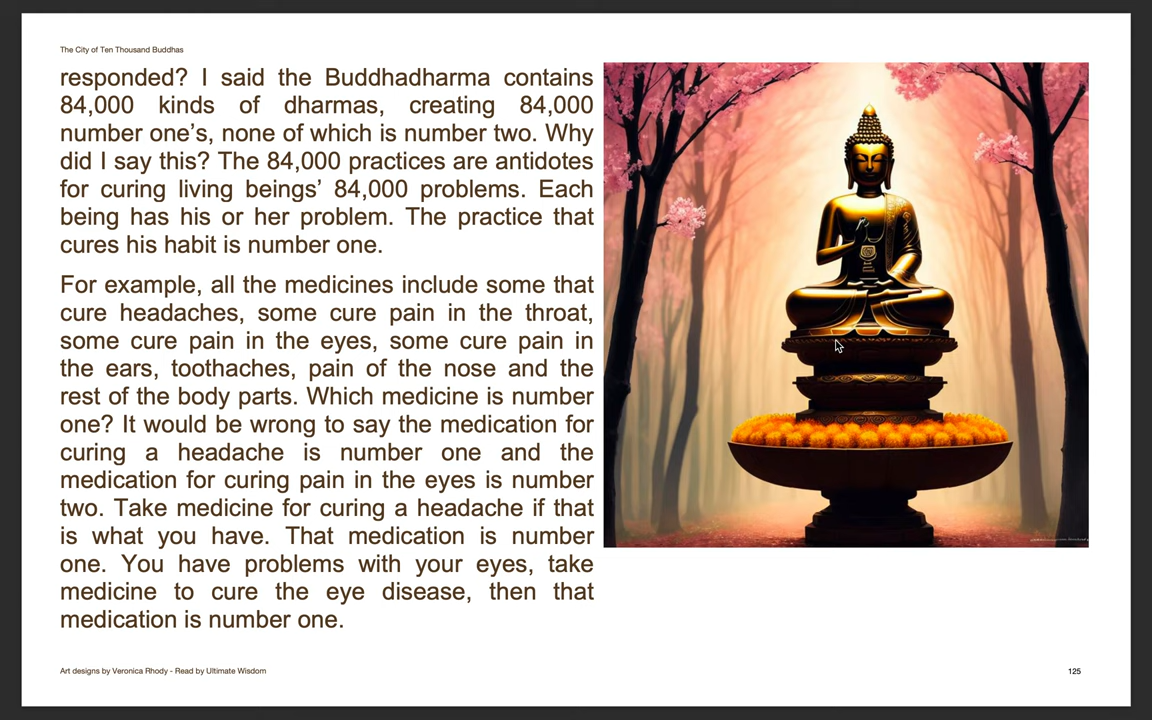 The City of Ten Thousand Buddhas
responded? I said the Buddhadharma contains
84,000 kinds of dharmas, creating 84,000
number one’s, none of which is number two. Why
did I say this? The 84,000 practices are antidotes
for curing living beings’ 84,000 problems. Each
being has his or her problem. The practice that
cures his habit is number one.
For example, all the medicines include some that
cure headaches, some cure pain in the throat,
some cure pain in the eyes, some cure pain in
the ears, toothaches, pain of the nose and the
rest of the body parts. Which medicine is number
one? It would be wrong to say the medication for
curing a headache is number one and the
medication for curing pain in the eyes is number
two. Take medicine for curing a headache if that
is what you have. That medication is number
one. You have problems with your eyes, take
medicine to cure the eye disease, then that
medication is number one.
Art designs by Veronica Rhody - Read by Ultimate Wisdom
125